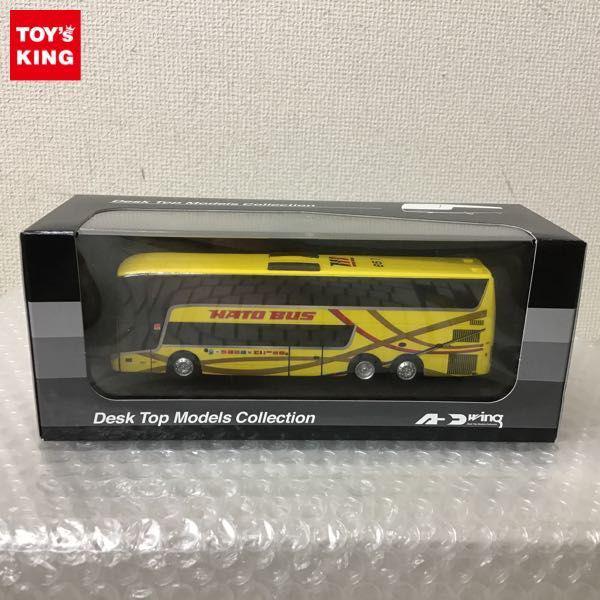 TOY'S
KING
Desk Top Models Collection
HATO BUS
Desk Top Models Collection
wing